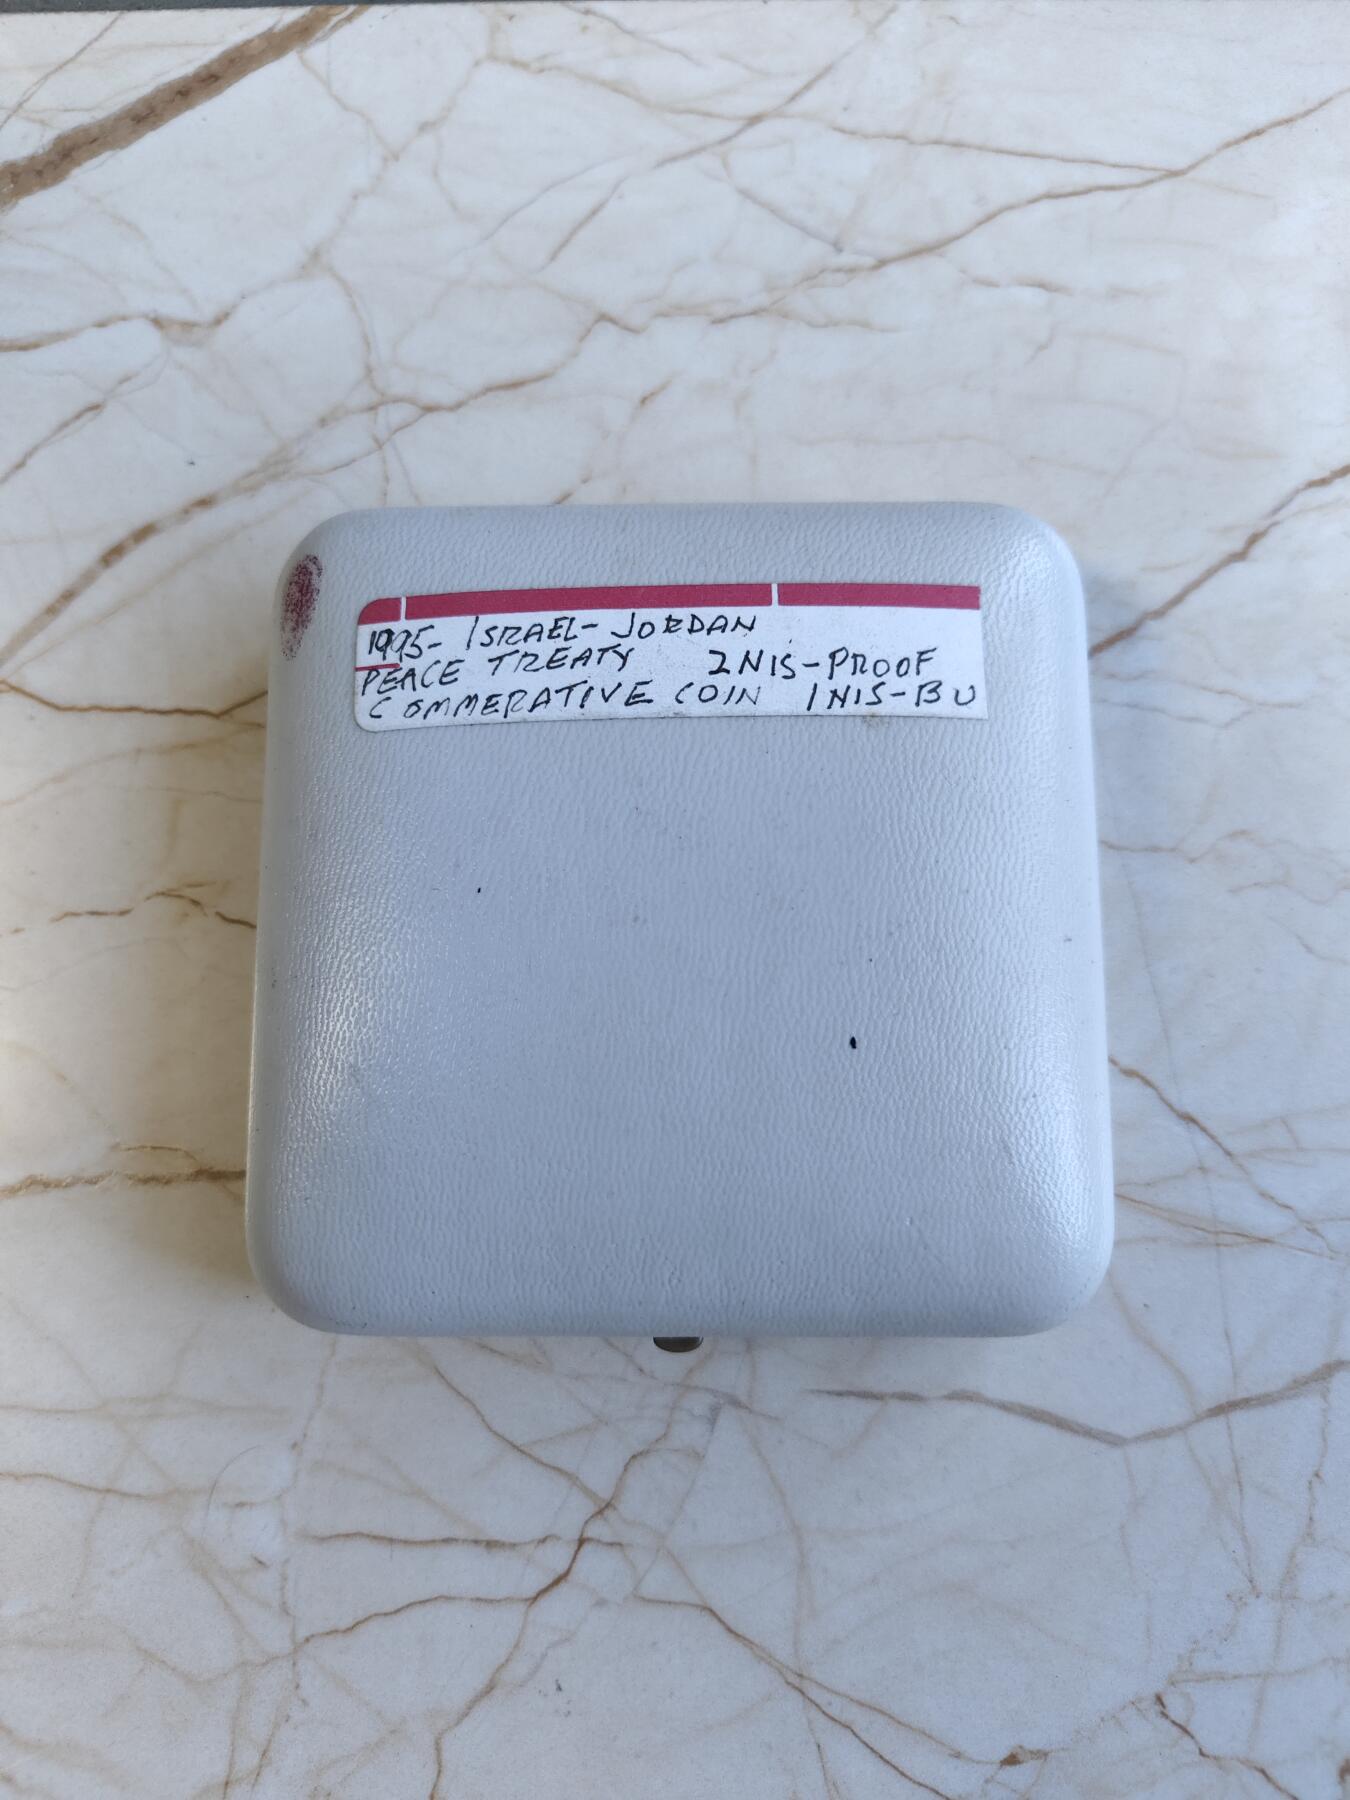 1995- ISRAEL-JORDAN
PEACE TREATY 2NIS-PROOF
COMMERATIVE COIN 1NIS-BU